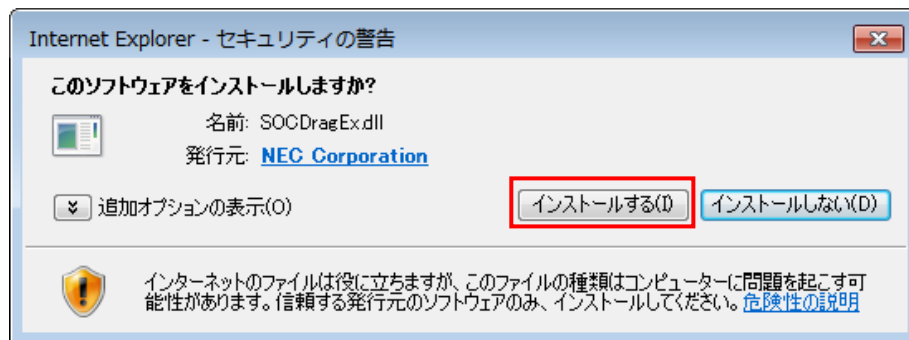 Internet Explorer - セキュリティの警告
このソフトウェアをインストールしますか?
名前: SOCDragEx.dll
発行元: NEC Corporation
追加オプションの表示(O)
インストールする(I)
インストールしない(D)
インターネットのファイルは役に立ちますが、このファイルの種類はコンピューターに問題を起こす可
能性があります。信頼する発行元のソフトウェアのみ、インストールしてください。危険性の説明